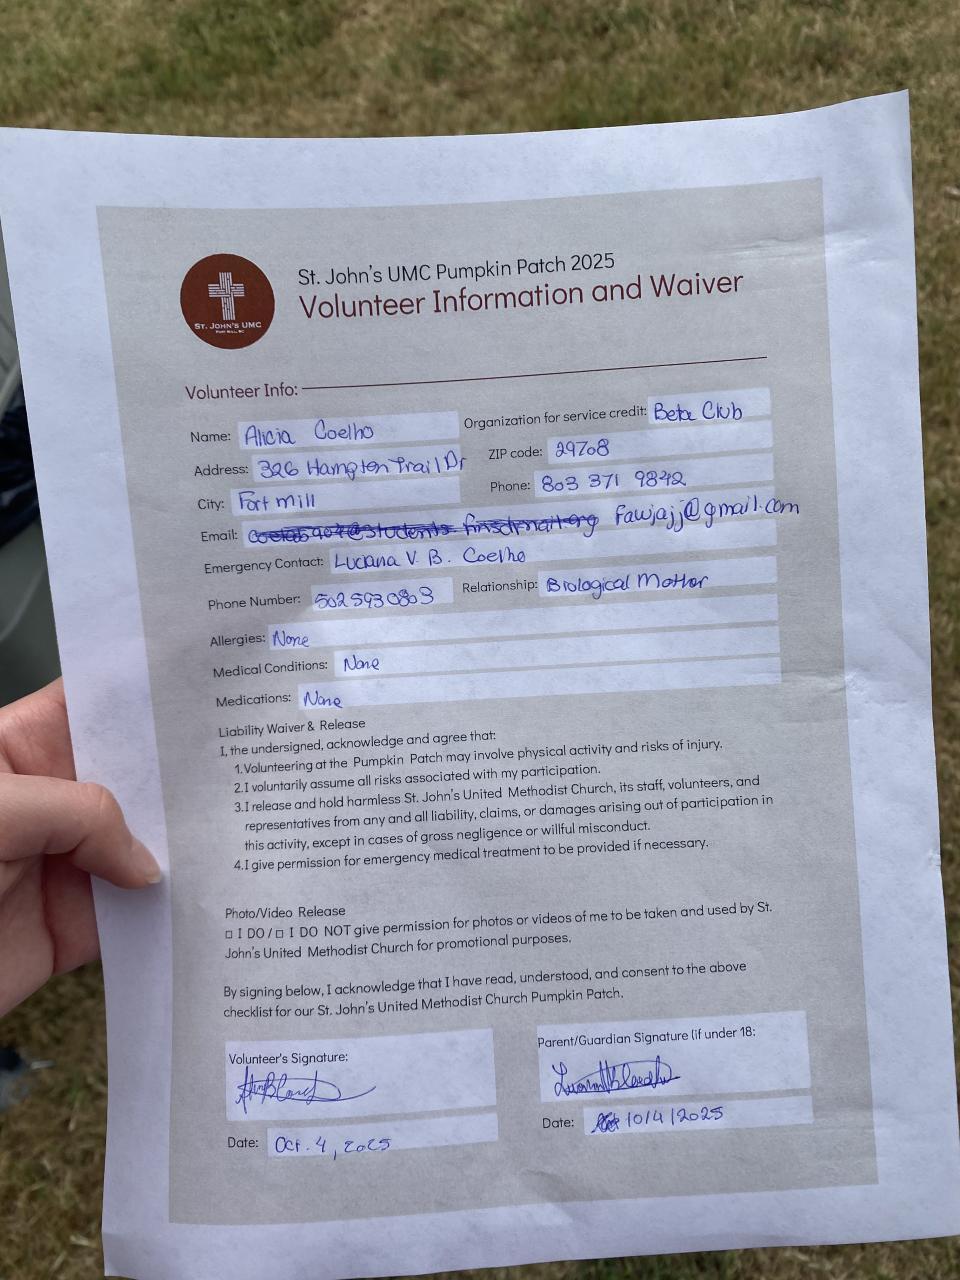 St. John's UMC Pumpkin Patch 2025
Volunteer Information and Waiver
ST. JOHN'S UMC
FORT MILL, SC
Volunteer Info:
Name: Alicia Coelho
Organization for service credit: Beta Club
Address: 326 Hampton Trail Dr
ZIP code: 29708
City: Fort Mill
Phone: 803 371 9842
Email: Fawjajj@gmail.com
Emergency Contact: Luciana V. B. Coelho
Phone Number: 502 593 0803
Relationship: Biological Mother
Allergies: None
Medical Conditions: None
Medications: None
Liability Waiver & Release
I, the undersigned, acknowledge and agree that:
1.Volunteering at the Pumpkin Patch may involve physical activity and risks of injury.
2.I voluntarily assume all risks associated with my participation.
3.I release and hold harmless St. John's United Methodist Church, its staff, volunteers, and
representatives from any and all liability, claims, or damages arising out of participation in
this activity, except in cases of gross negligence or willful misconduct.
4.I give permission for emergency medical treatment to be provided if necessary.
Photo/Video Release
□ I DO / □ I DO NOT give permission for photos or videos of me to be taken and used by St.
John's United Methodist Church for promotional purposes.
By signing below, I acknowledge that I have read, understood, and consent to the above
checklist for our St. John's United Methodist Church Pumpkin Patch.
Volunteer's Signature:
Parent/Guardian Signature (if under 18:
Date: Oct. 4, 2025
Date: 10/4/2025